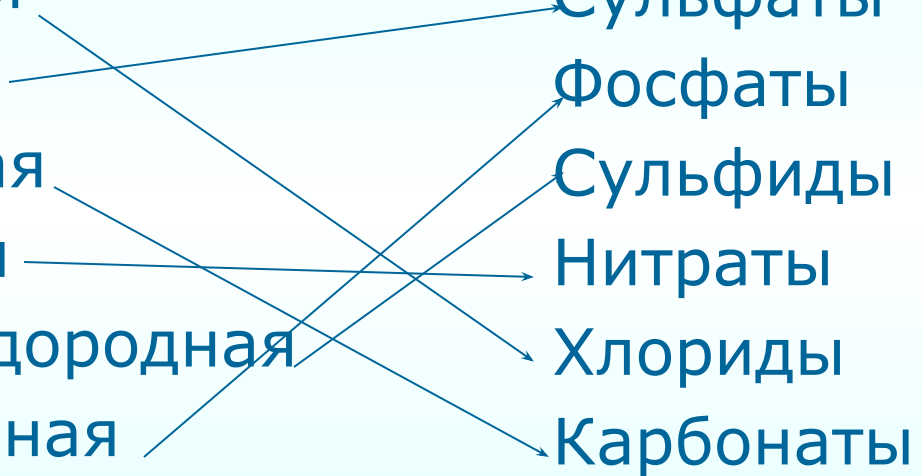 Сульфаты
Фосфаты
ая
Сульфиды
Нитраты
дородная
Хлориды
ная
Карбонаты